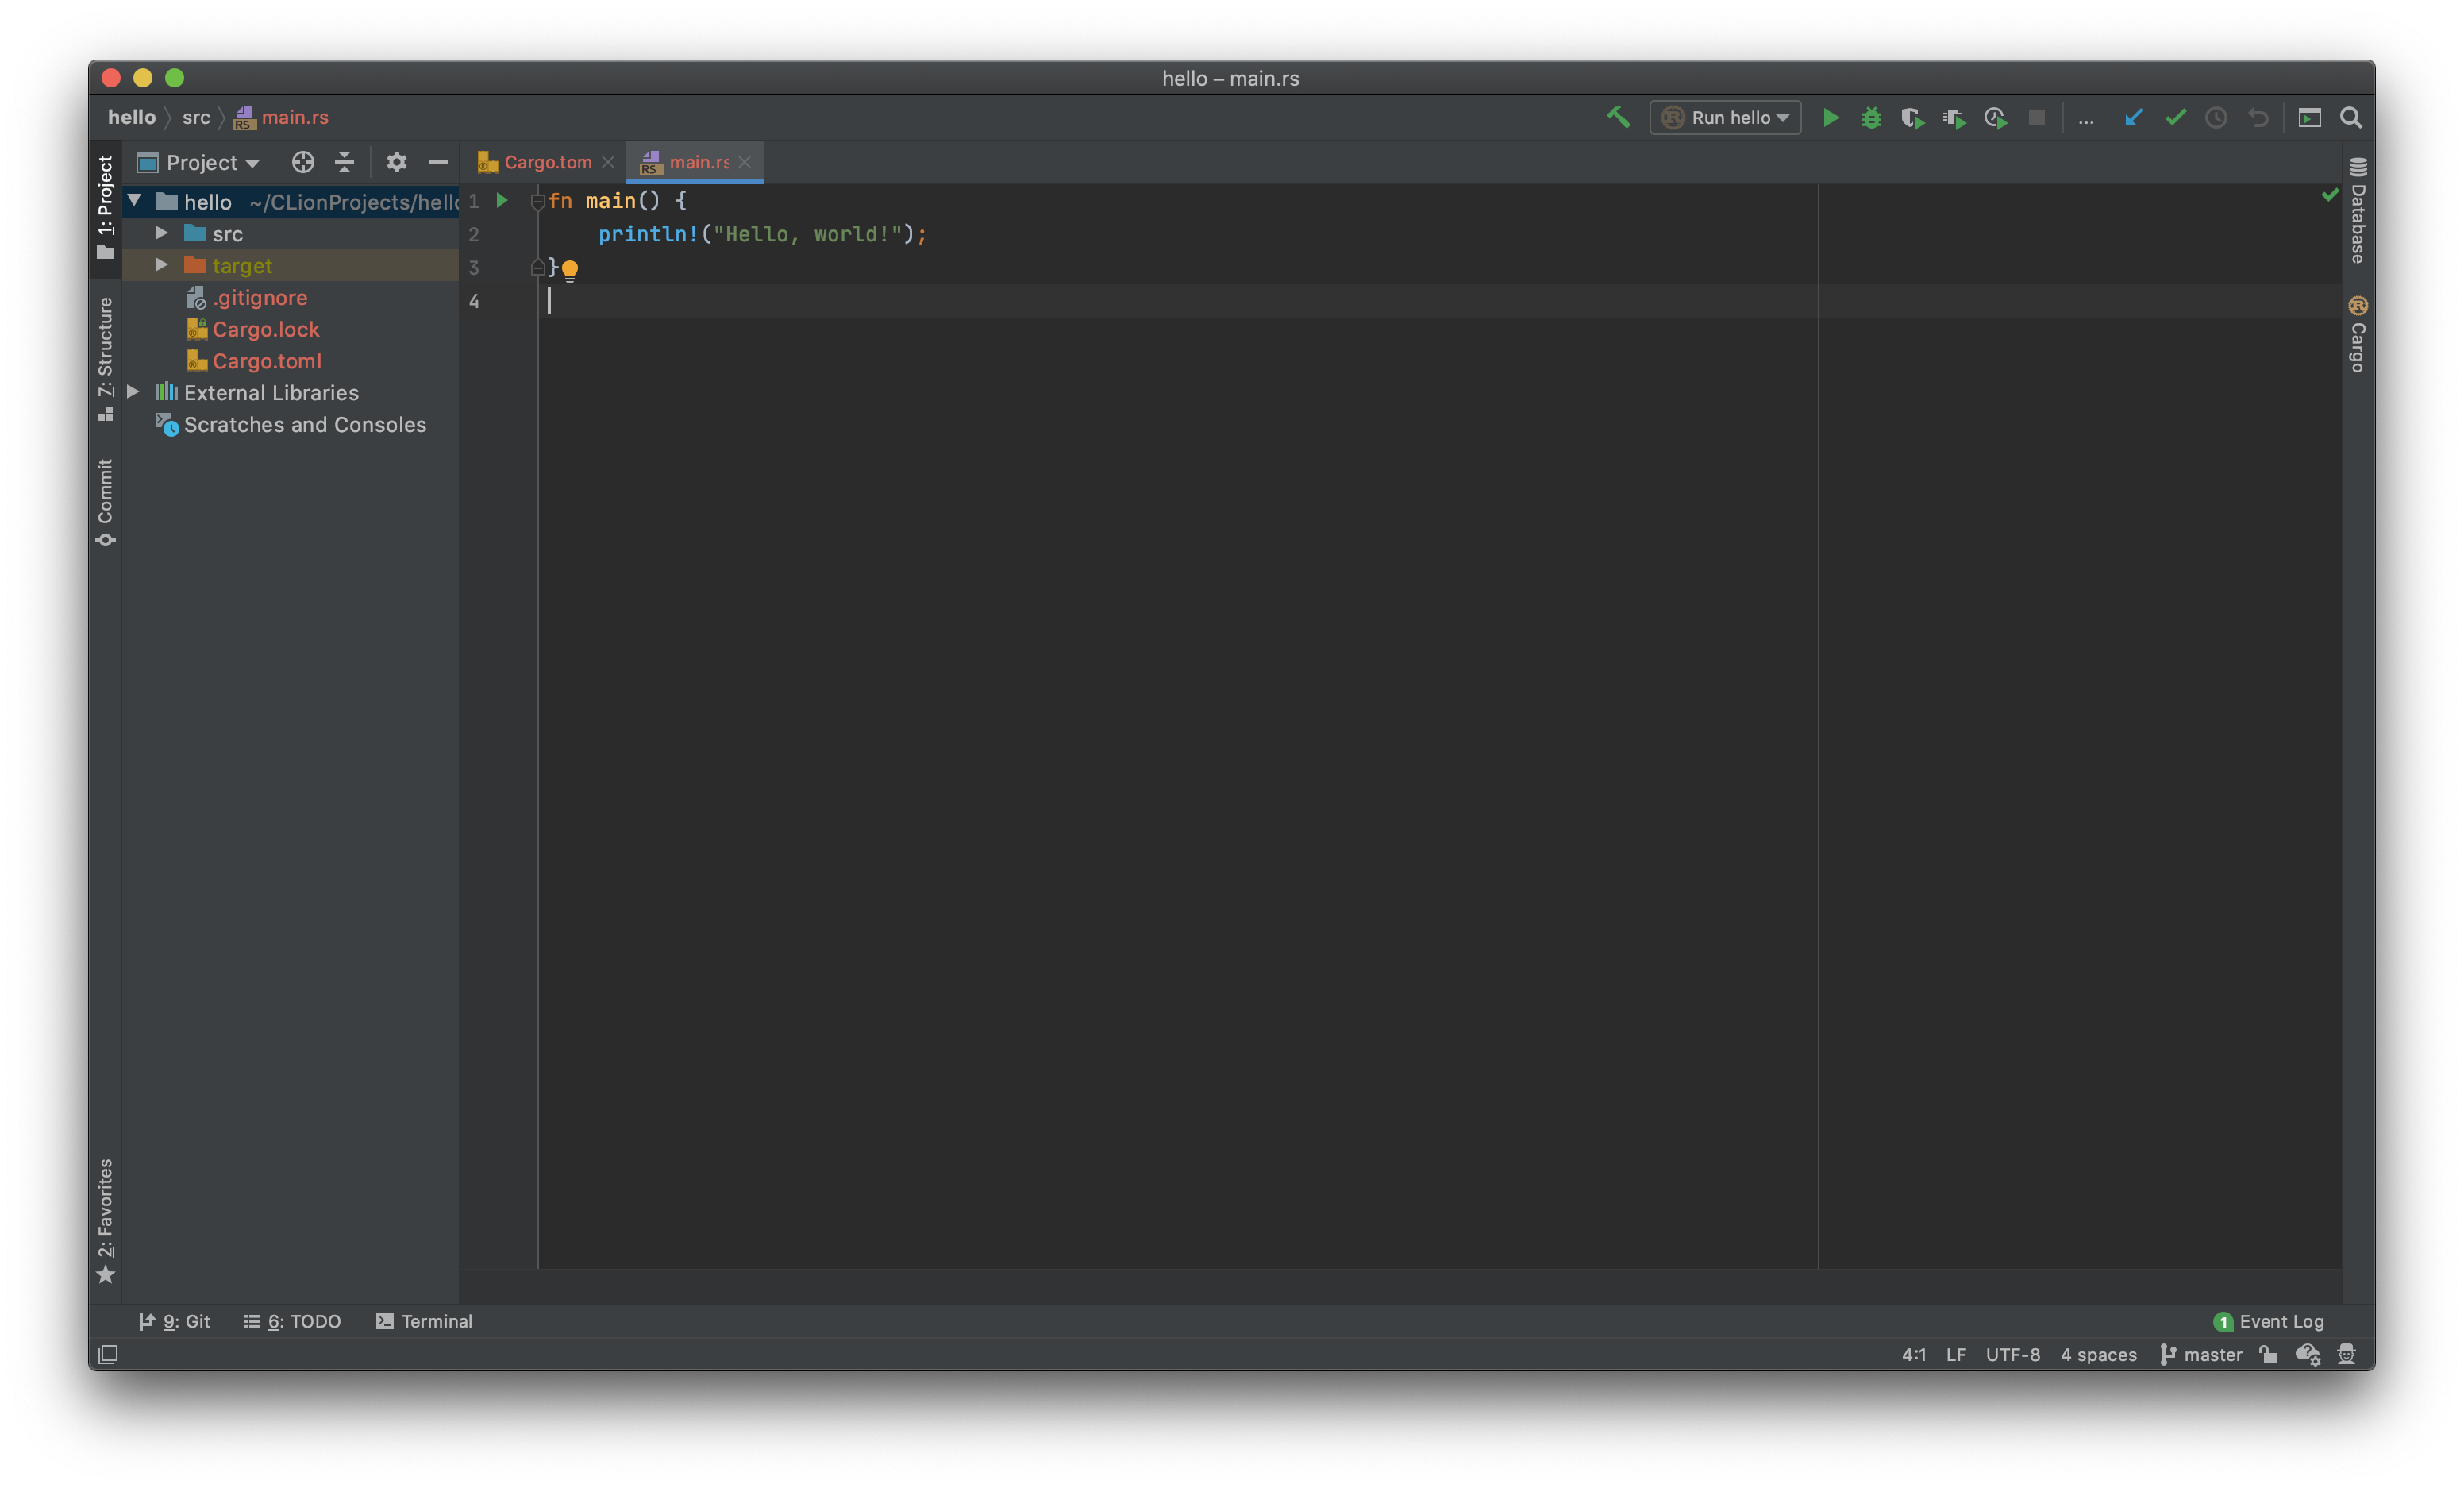 hello – main.rs
hello src main.rs
Run hello
...
Project
Cargo.tom
main.rs
1: Project
7: Structure
Commit
2: Favorites
hello ~/CLionProjects/hell
src
target
.gitignore
Cargo.lock
Cargo.toml
External Libraries
Scratches and Consoles
1 fn main() {
2 println!("Hello, world!");
3 }
4
Database
Cargo
9: Git 6: TODO Terminal
1 Event Log
4:1 LF UTF-8 4 spaces master